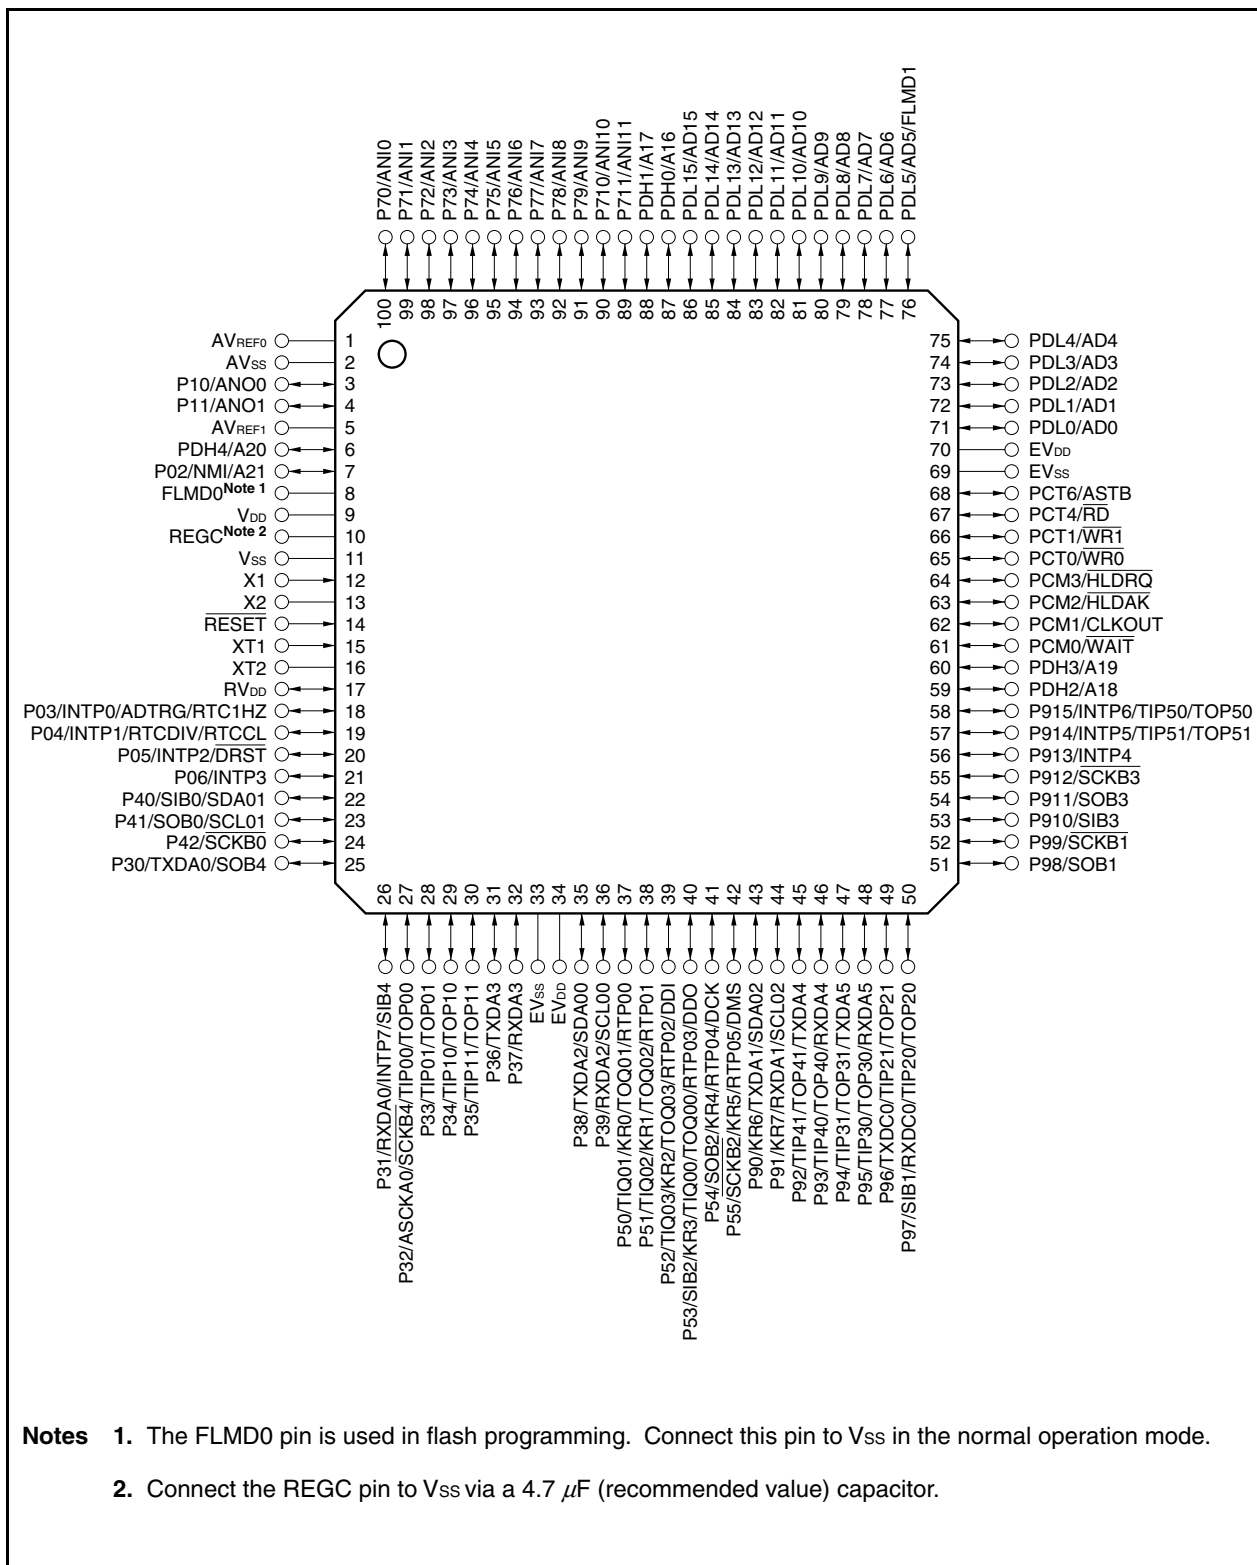 P70/ANI0
P71/ANI1
P72/ANI2
P73/ANI3
P74/ANI4
P75/ANI5
P76/ANI6
P77/ANI7
P78/ANI8
P79/ANI9
P710/ANI10
P711/ANI11
PDH1/A17
PDH0/A16
PDL15/AD15
PDL14/AD14
PDL13/AD13
PDL12/AD12
PDL11/AD11
PDL10/AD10
PDL9/AD9
PDL8/AD8
PDL7/AD7
PDL6/AD6
PDL5/AD5/FLMD1
100
99
98
97
96
95
94
93
92
91
90
89
88
87
86
85
84
83
82
81
80
79
78
77
76
AVREF0 1
AVSS 2
P10/ANO0 3
P11/ANO1 4
AVREF1 5
PDH4/A20 6
P02/NMI/A21 7
FLMD0Note 1 8
VDD 9
REGCNote 2 10
VSS 11
X1 12
X2 13
RESET 14
XT1 15
XT2 16
RVDD 17
P03/INTP0/ADTRG/RTC1HZ 18
P04/INTP1/RTCDIV/RTCCL 19
P05/INTP2/DRST 20
P06/INTP3 21
P40/SIB0/SDA01 22
P41/SOB0/SCL01 23
P42/SCKB0 24
P30/TXDA0/SOB4 25
75 PDL4/AD4
74 PDL3/AD3
73 PDL2/AD2
72 PDL1/AD1
71 PDL0/AD0
70 EVDD
69 EVSS
68 PCT6/ASTB
67 PCT4/RD
66 PCT1/WR1
65 PCT0/WR0
64 PCM3/HLDRQ
63 PCM2/HLDAK
62 PCM1/CLKOUT
61 PCM0/WAIT
60 PDH3/A19
59 PDH2/A18
58 P915/INTP6/TIP50/TOP50
57 P914/INTP5/TIP51/TOP51
56 P913/INTP4
55 P912/SCKB3
54 P911/SOB3
53 P910/SIB3
52 P99/SCKB1
51 P98/SOB1
26
27
28
29
30
31
32
33
34
35
36
37
38
39
40
41
42
43
44
45
46
47
48
49
50
P31/RXDA0/INTP7/SIB4
P32/ASCKA0/SCKB4/TIP00/TOP00
P33/TIP01/TOP01
P34/TIP10/TOP10
P35/TIP11/TOP11
P36/TXDA3
P37/RXDA3
EVSS
EVDD
P38/TXDA2/SDA00
P39/RXDA2/SCL00
P50/TIQ01/KR0/TOQ01/RTP00
P51/TIQ02/KR1/TOQ02/RTP01
P52/TIQ03/KR2/TOQ03/RTP02/DDI
P53/SIB2/KR3/TIQ00/TOQ00/RTP03/DDO
P54/SOB2/KR4/RTP04/DCK
P55/SCKB2/KR5/RTP05/DMS
P90/KR6/TXDA1/SDA02
P91/KR7/RXDA1/SCL02
P92/TIP41/TOP41/TXDA4
P93/TIP40/TOP40/RXDA4
P94/TIP31/TOP31/TXDA5
P95/TIP30/TOP30/RXDA5
P96/TXDC0/TIP21/TOP21
P97/SIB1/RXDC0/TIP20/TOP20
Notes 1. The FLMD0 pin is used in flash programming. Connect this pin to VSS in the normal operation mode.
2. Connect the REGC pin to VSS via a 4.7 μF (recommended value) capacitor.